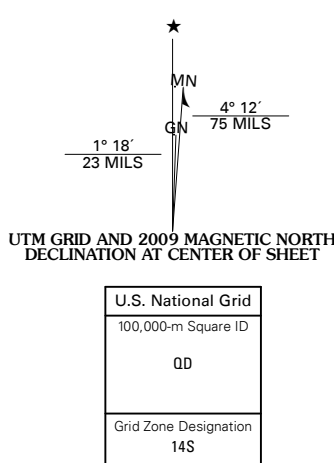 ★
MN
GN
4° 12´
75 MILS
1° 18´
23 MILS
UTM GRID AND 2009 MAGNETIC NORTH
DECLINATION AT CENTER OF SHEET
U.S. National Grid
100,000-m Square ID
QD
Grid Zone Designation
14S